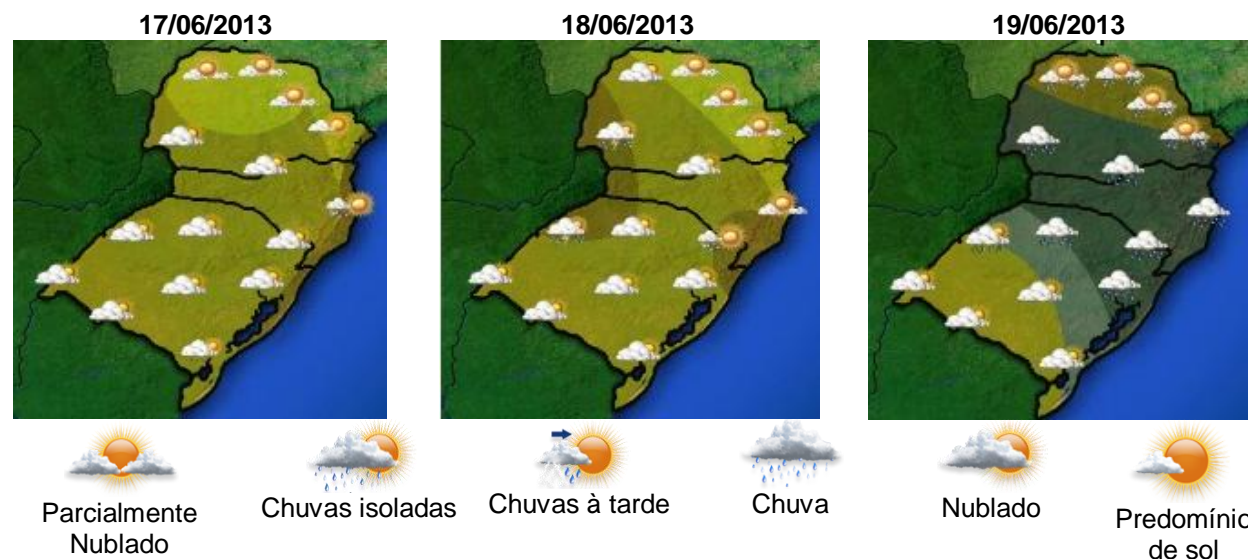 17/06/2013
18/06/2013
19/06/2013
Parcialmente
Nublado
Chuvas isoladas
Chuvas à tarde
Chuva
Nublado
Predomínio
de sol